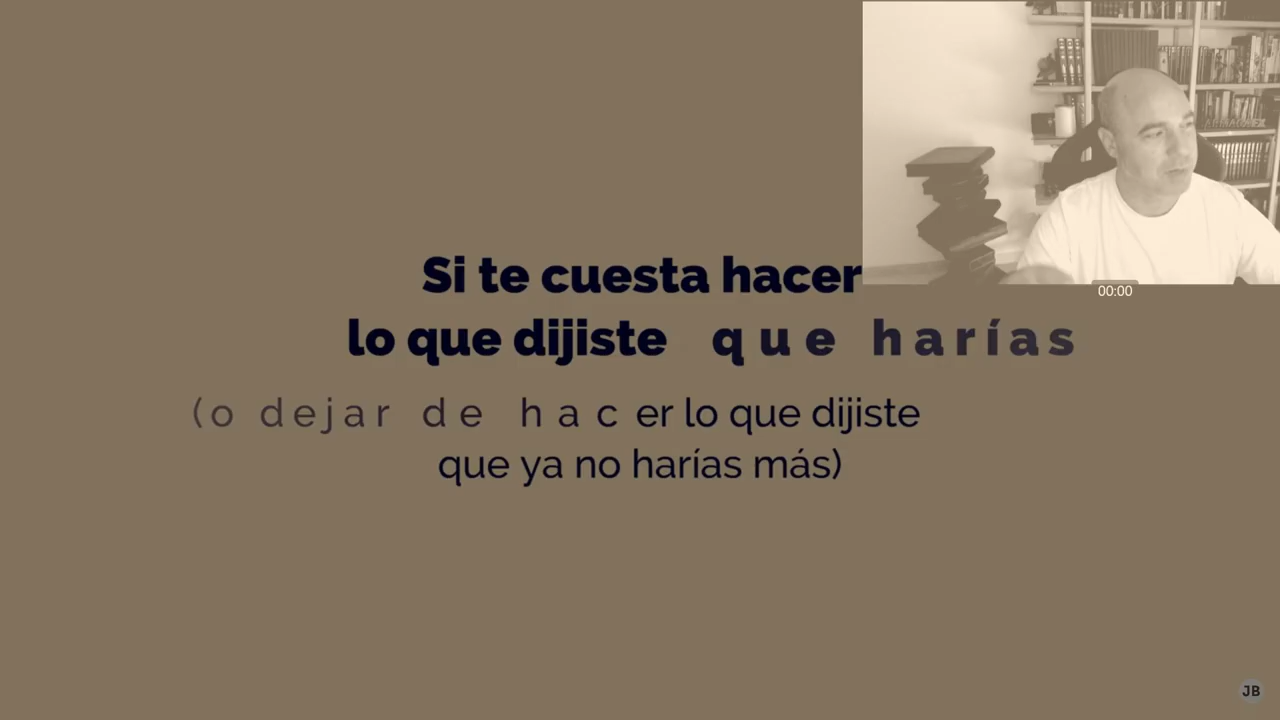 Si te cuesta hacer
lo que dijiste que harías
(o dejar de hacer lo que dijiste
que ya no harías más)
00:00
JB